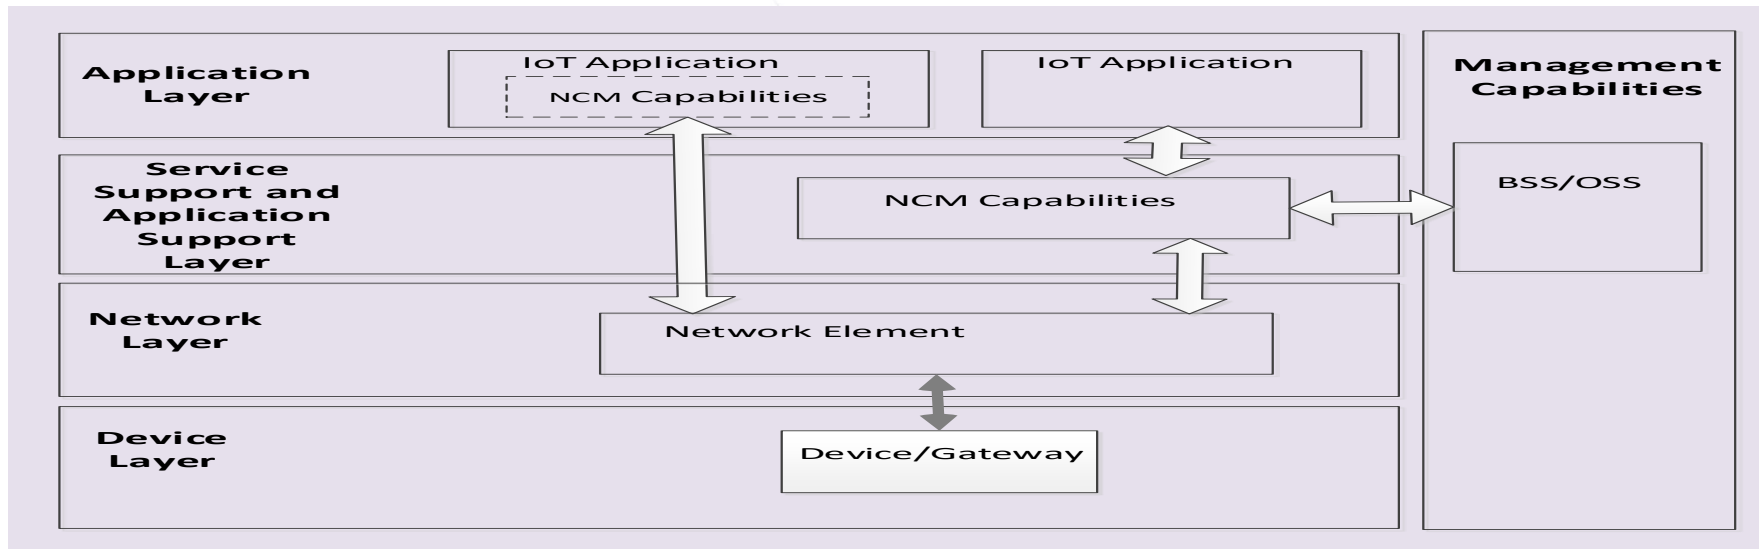 Application
Layer
IoT Application
NCM Capabilities
IoT Application
Management
Capabilities
Service
Support and
Application
Support
Layer
NCM Capabilities
BSS/OSS
Network
Layer
Network Element
Device
Layer
Device/Gateway